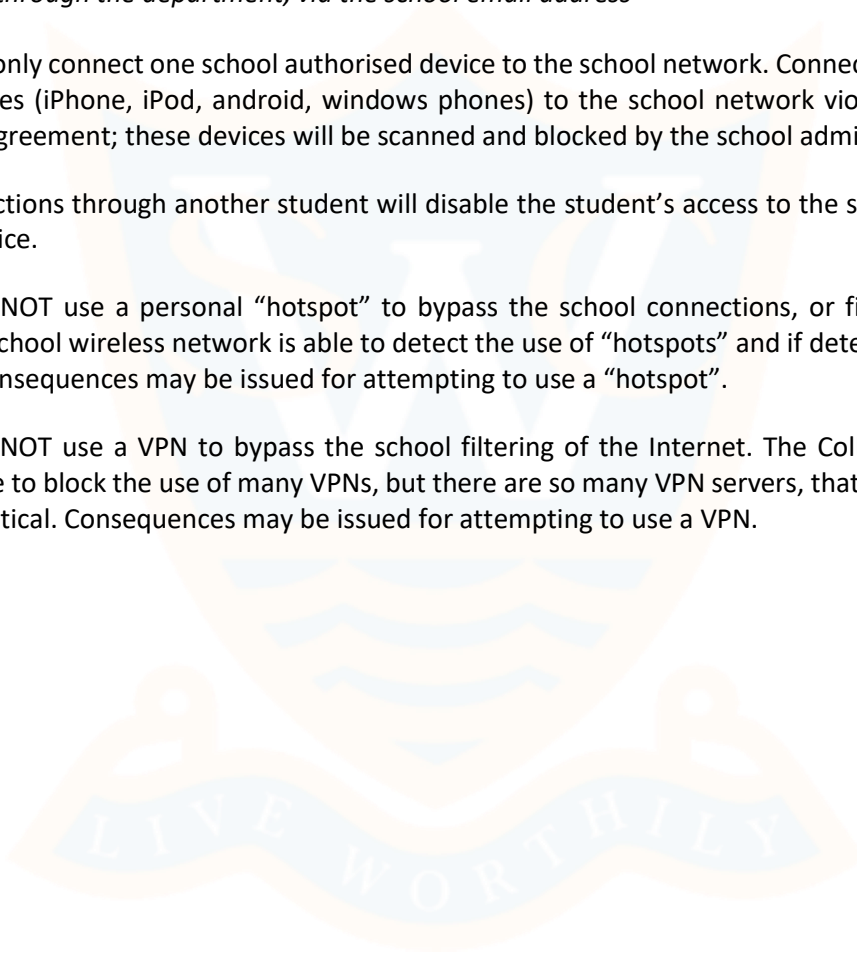 through the department, via the school email address
only connect one school authorised device to the school network. Connec
es (iPhone, iPod, android, windows phones) to the school network vio
greement; these devices will be scanned and blocked by the school admi
ctions through another student will disable the student’s access to the s
ice.
NOT use a personal “hotspot” to bypass the school connections, or fi
chool wireless network is able to detect the use of “hotspots” and if dete
nsequences may be issued for attempting to use a “hotspot”.
NOT use a VPN to bypass the school filtering of the Internet. The Col
e to block the use of many VPNs, but there are so many VPN servers, that
tical. Consequences may be issued for attempting to use a VPN.
SWC
LIVE WORTHILY